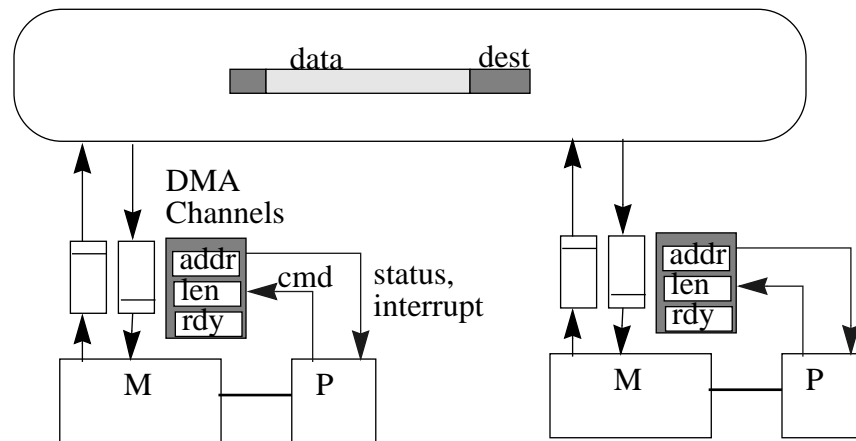 data dest
DMA
Channels
addr
len
rdy
cmd
status,
interrupt
M
P
addr
len
rdy
M
P